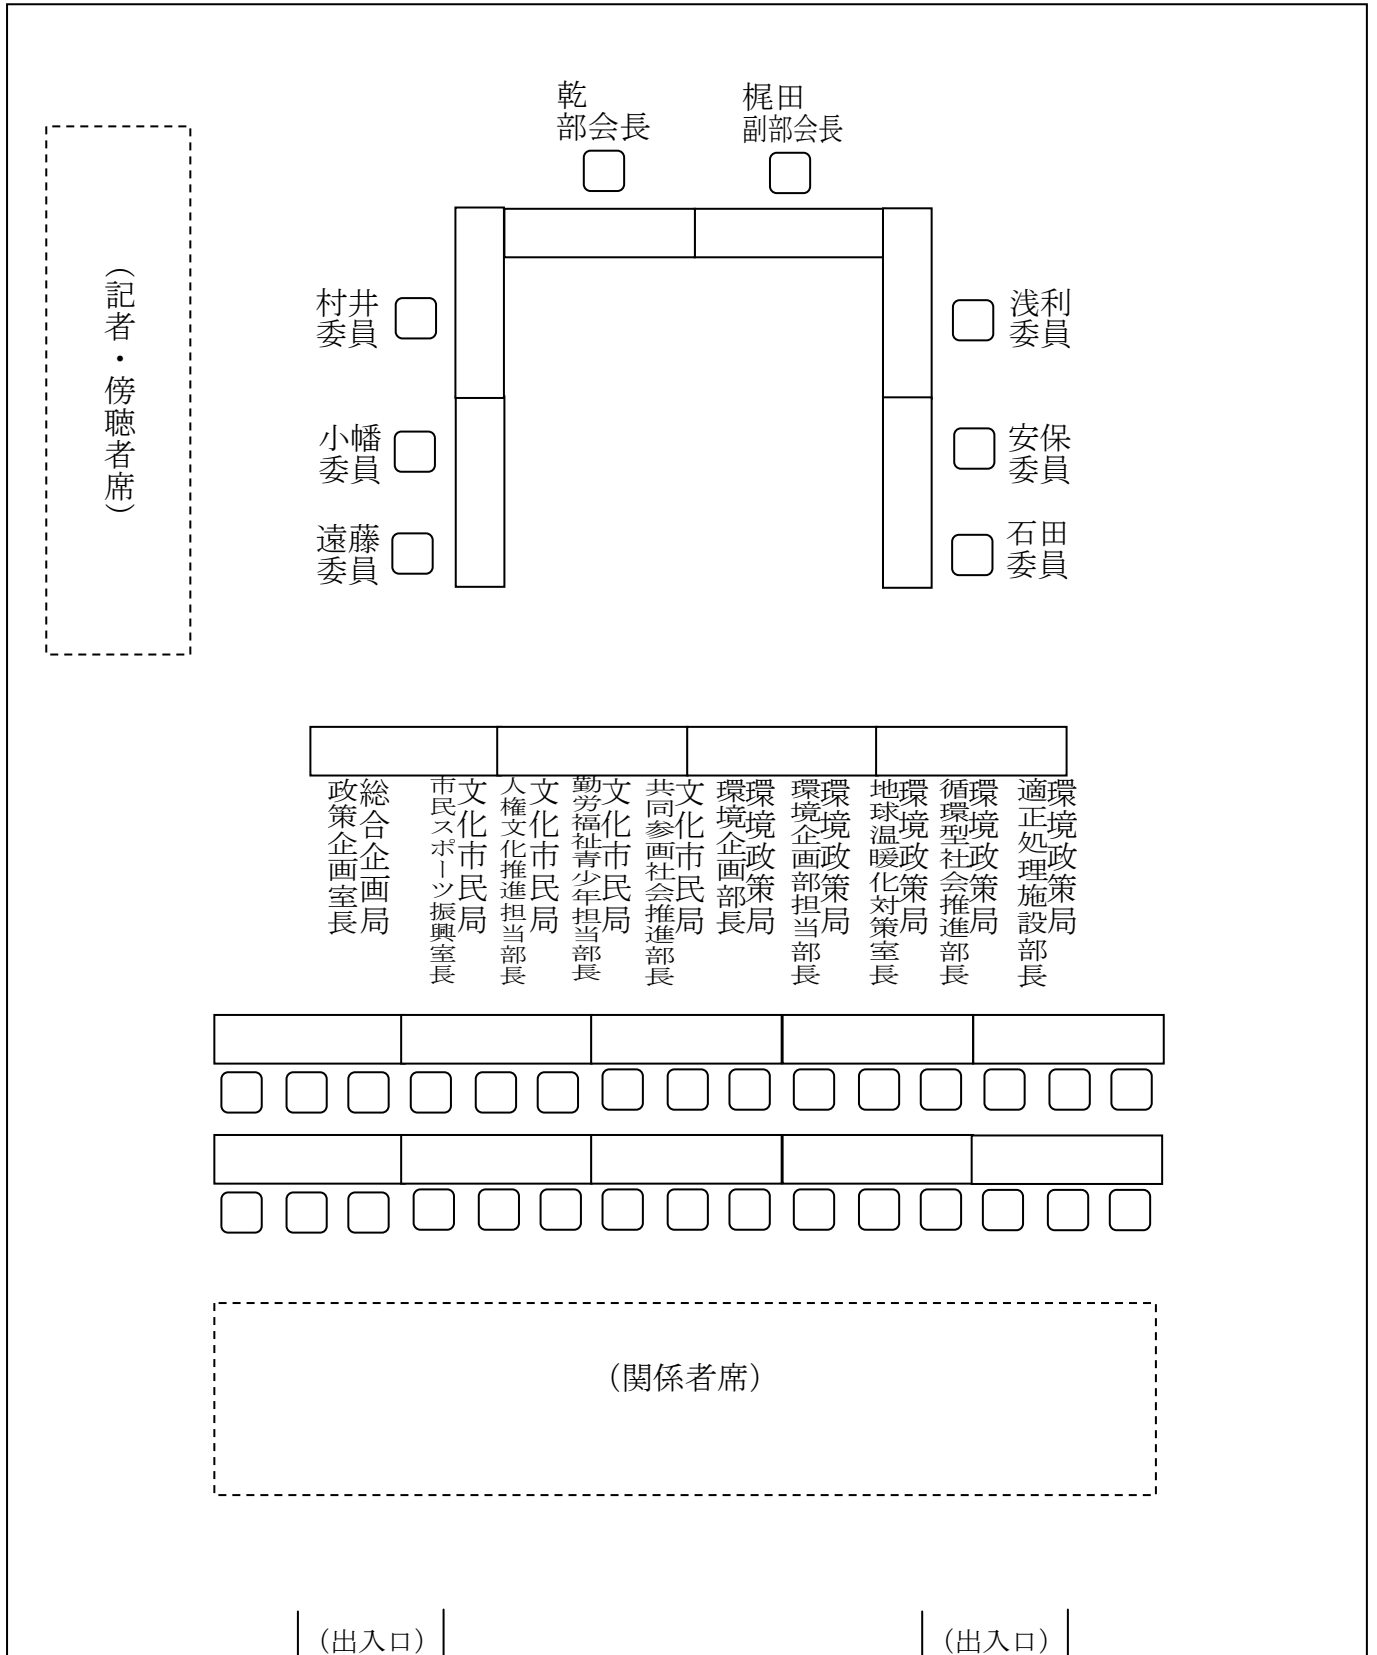 乾
部会長
梶田
副部会長
(記者・傍聴者席)
村井
委員
浅利
委員
小幡
委員
安保
委員
遠藤
委員
石田
委員
総合企画局
政策企画室長
文化市民局
市民スポーツ振興室長
文化市民局
人権文化推進担当部長
文化市民局
勤労福祉青少年担当部長
文化市民局
共同参画社会推進部長
環境政策局
環境企画部長
環境政策局
環境企画部担当部長
環境政策局
地球温暖化対策室長
環境政策局
循環型社会推進部長
環境政策局
適正処理施設部長
(関係者席)
(出入口)
(出入口)